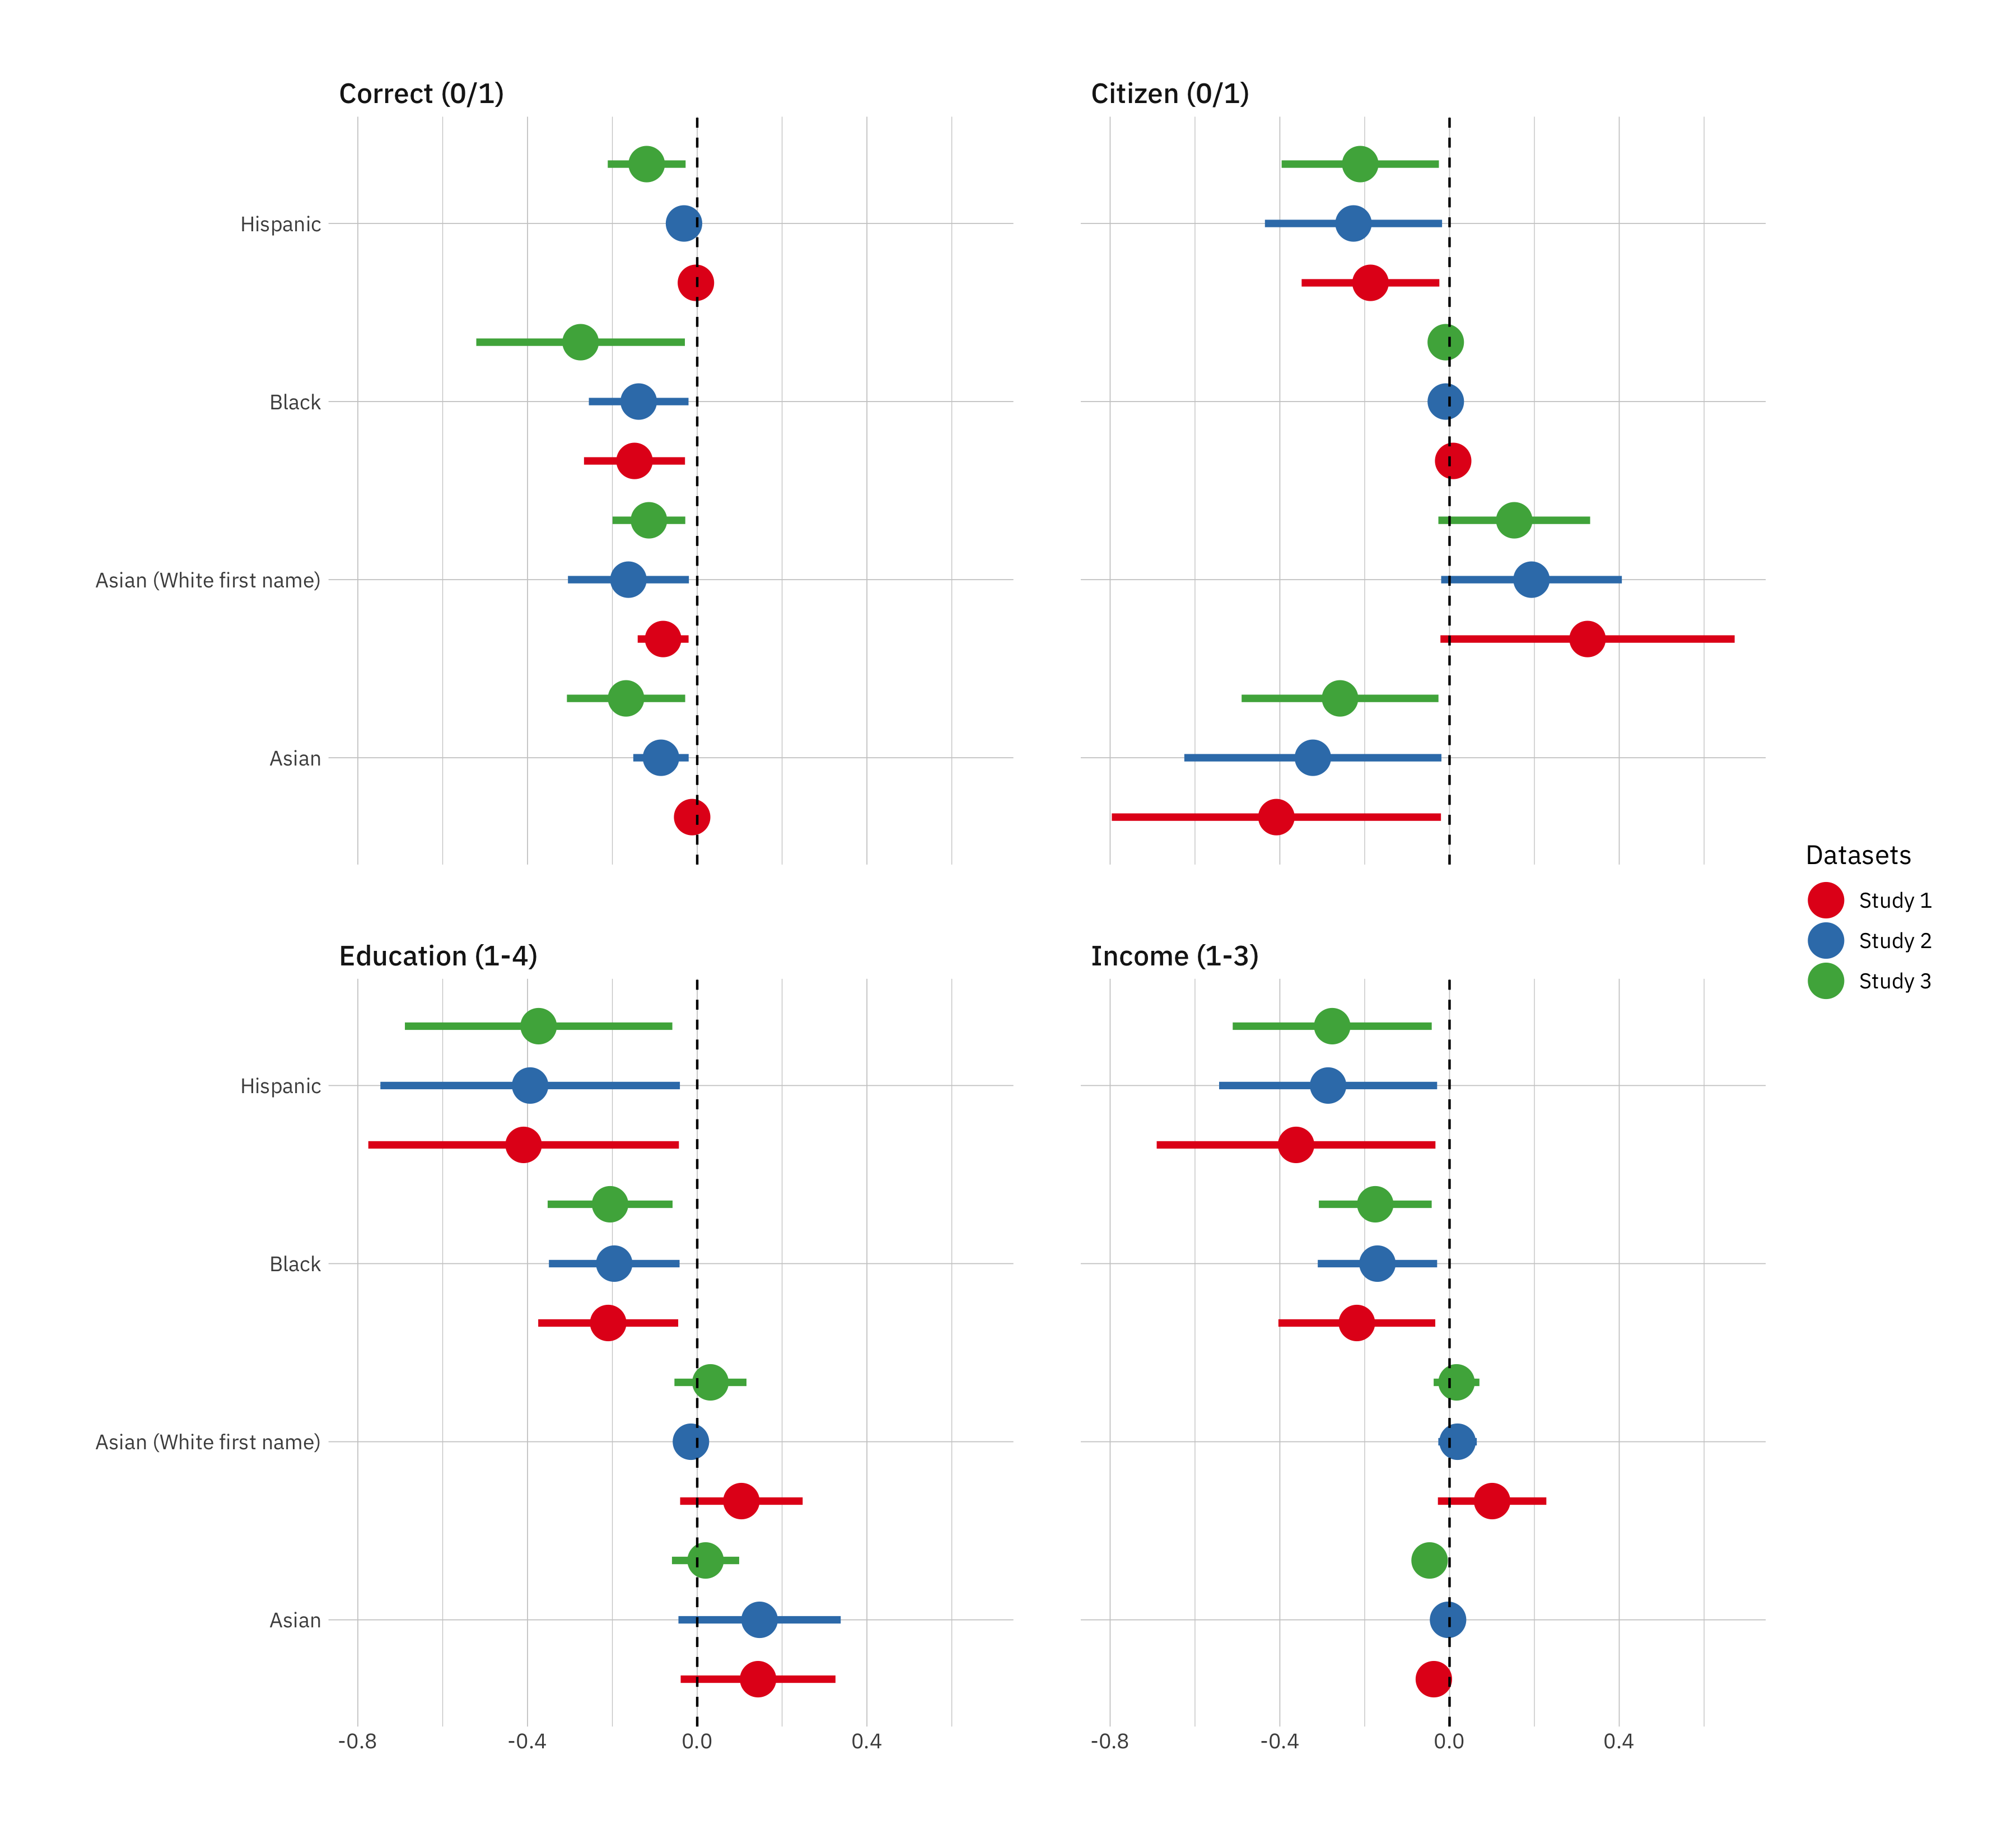 Correct (0/1)
Citizen (0/1)
Hispanic
Black
Asian (White first name)
Asian
Datasets
Study 1
Study 2
Study 3
Education (1-4)
Income (1-3)
Hispanic
Black
Asian (White first name)
Asian
-0.8 -0.4 0.0 0.4
-0.8 -0.4 0.0 0.4